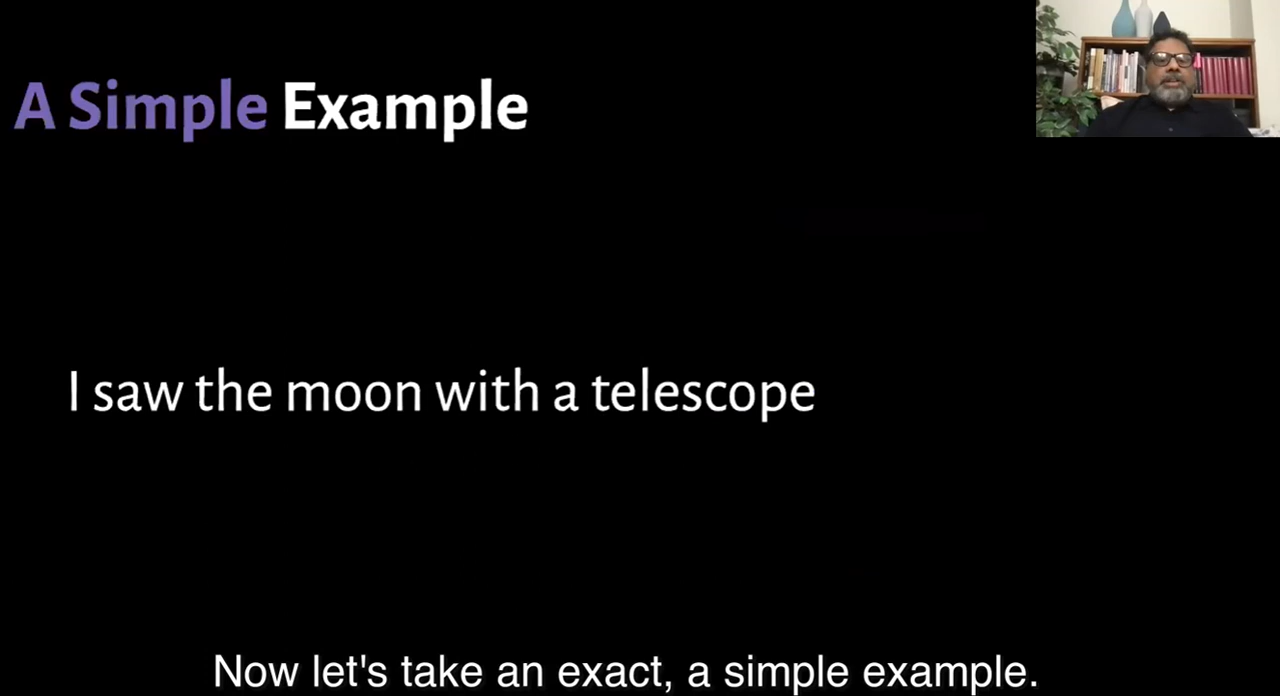 A Simple Example
I saw the moon with a telescope
Now let's take an exact, a simple example.